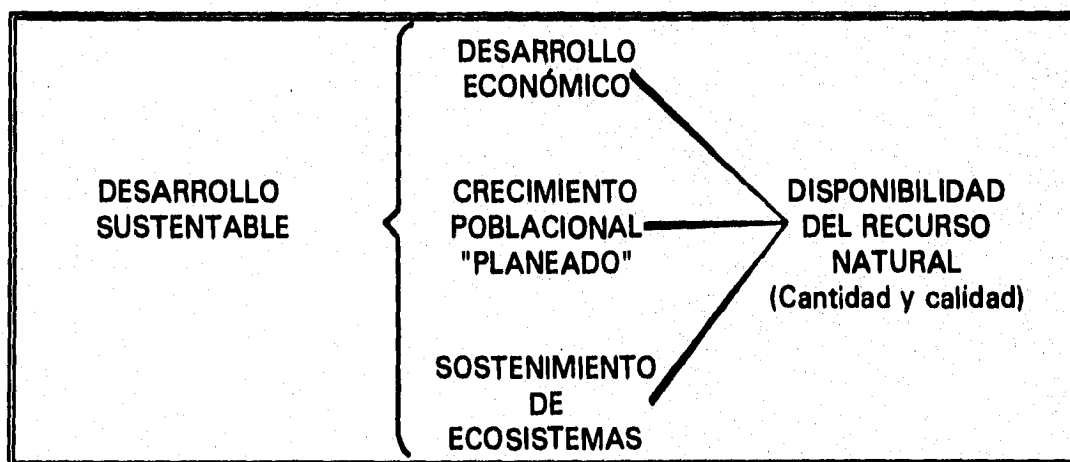 DESARROLLO
SUSTENTABLE
DESARROLLO
ECONÓMICO
CRECIMIENTO
POBLACIONAL
"PLANEADO"
SOSTENIMIENTO
DE
ECOSISTEMAS
DISPONIBILIDAD
DEL RECURSO
NATURAL
(Cantidad y calidad)